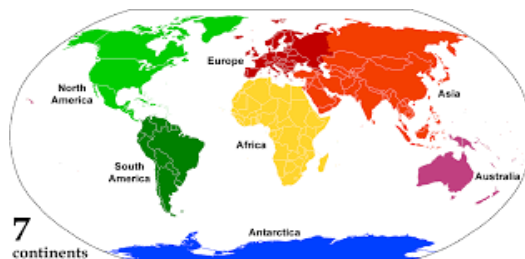 Europe
North
America
Asia
Africa
South
America
Australia
Antarctica
7
continents